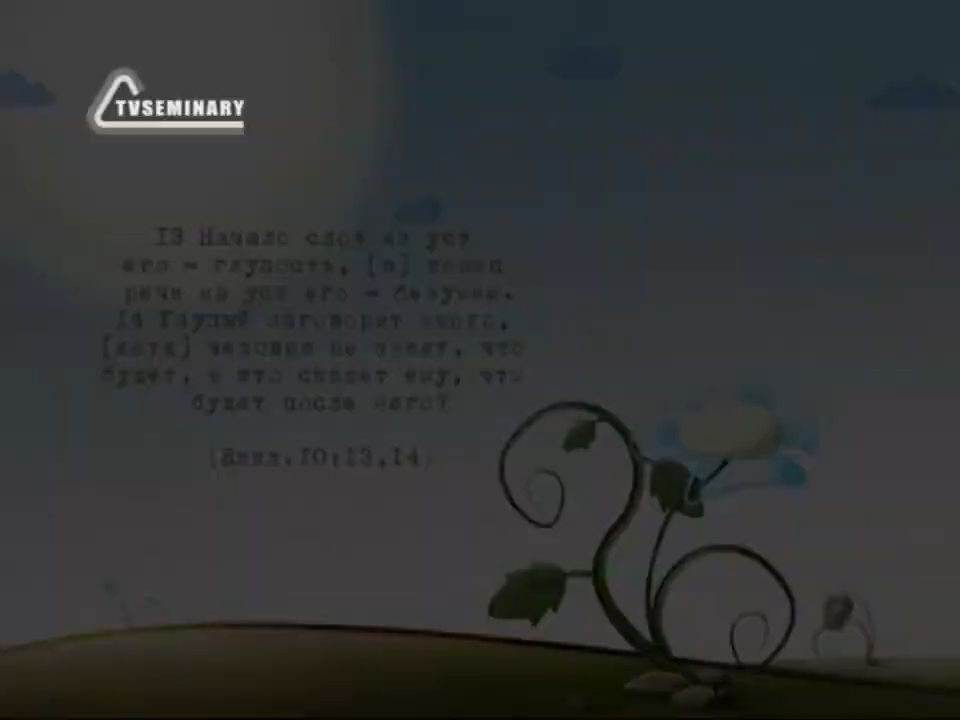 TVSEMINARY
13 Начало слов из уст
его - глупость, [а] конец
речи из уст его - безумие.
14 Глупый наговорит много,
[хотя] человек не знает, что
будет, и кто скажет ему, что
будет после него?
(Еккл.10:13,14)